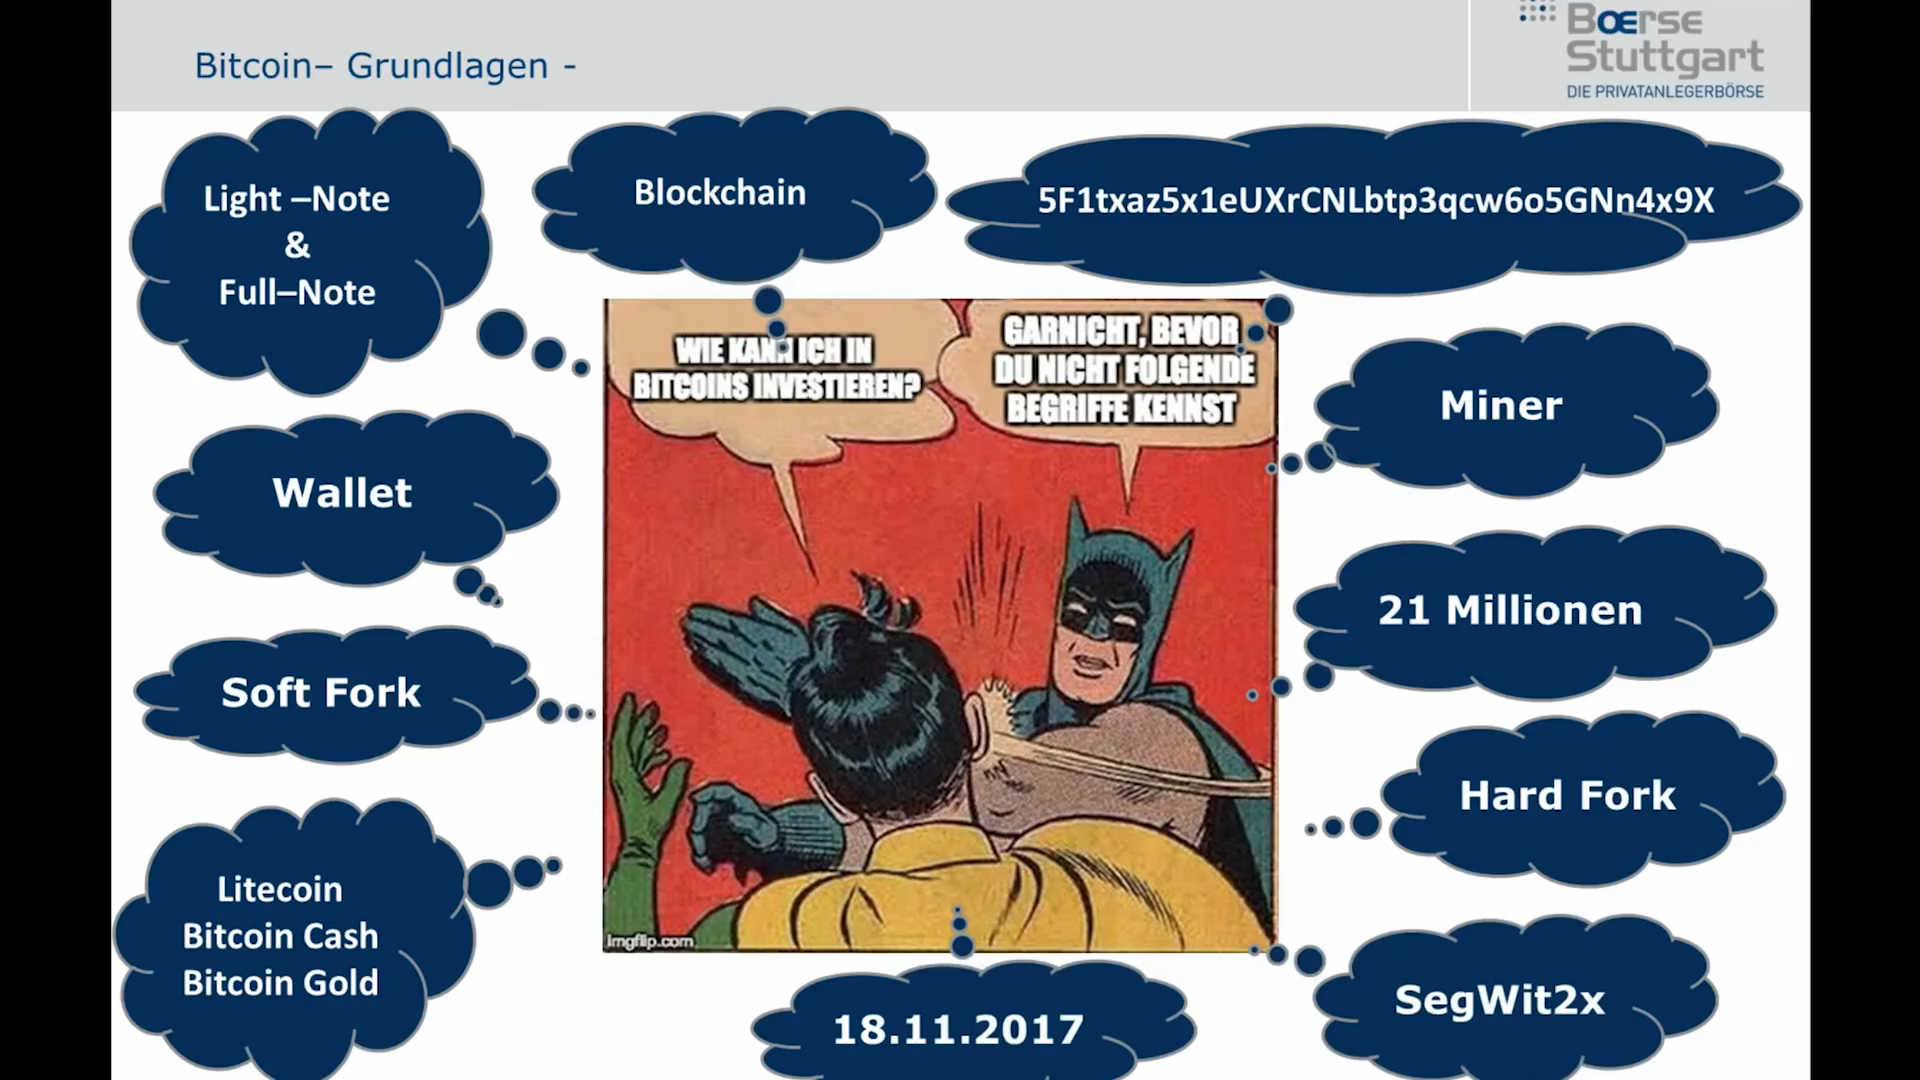 Bitcoin– Grundlagen -
Bœrse
Stuttgart
DIE PRIVATANLEGERBÖRSE
Light –Note
&
Full–Note
Blockchain
5F1txaz5x1eUXrCNLbtp3qcw6o5GNn4x9X
WIE KANN ICH IN
BITCOINS INVESTIEREN?
GARNICHT, BEVOR
DU NICHT FOLGENDE
BEGRIFFE KENNST
Miner
Wallet
21 Millionen
Soft Fork
Hard Fork
Litecoin
Bitcoin Cash
Bitcoin Gold
imgflip.com
18.11.2017
SegWit2x